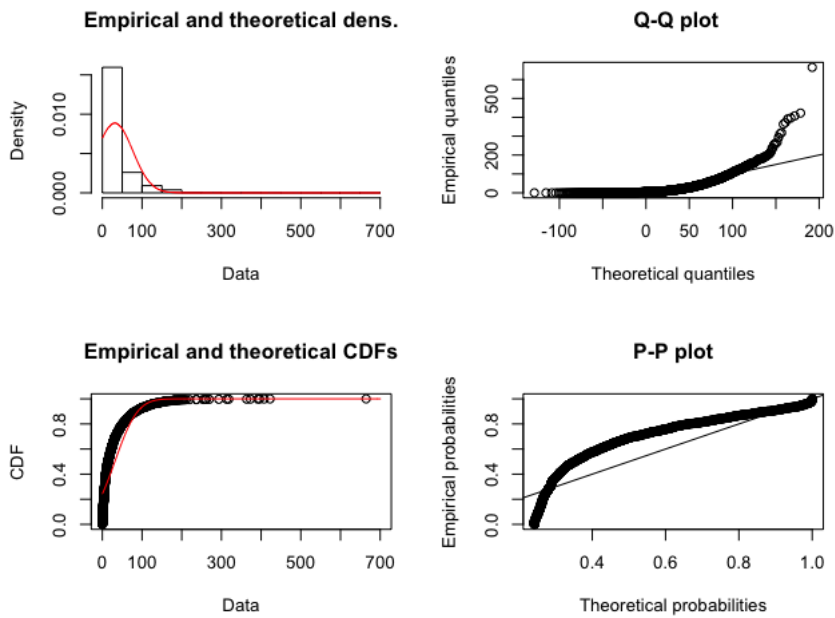 Empirical and theoretical dens.
Density
0.000 0.010
0 100 300 500 700
Data
Q-Q plot
Empirical quantiles
0 200 500
-100 0 50 100 200
Theoretical quantiles
Empirical and theoretical CDFs
CDF
0.0 0.4 0.8
0 100 300 500 700
Data
P-P plot
Empirical probabilities
0.0 0.4 0.8
0.4 0.6 0.8 1.0
Theoretical probabilities